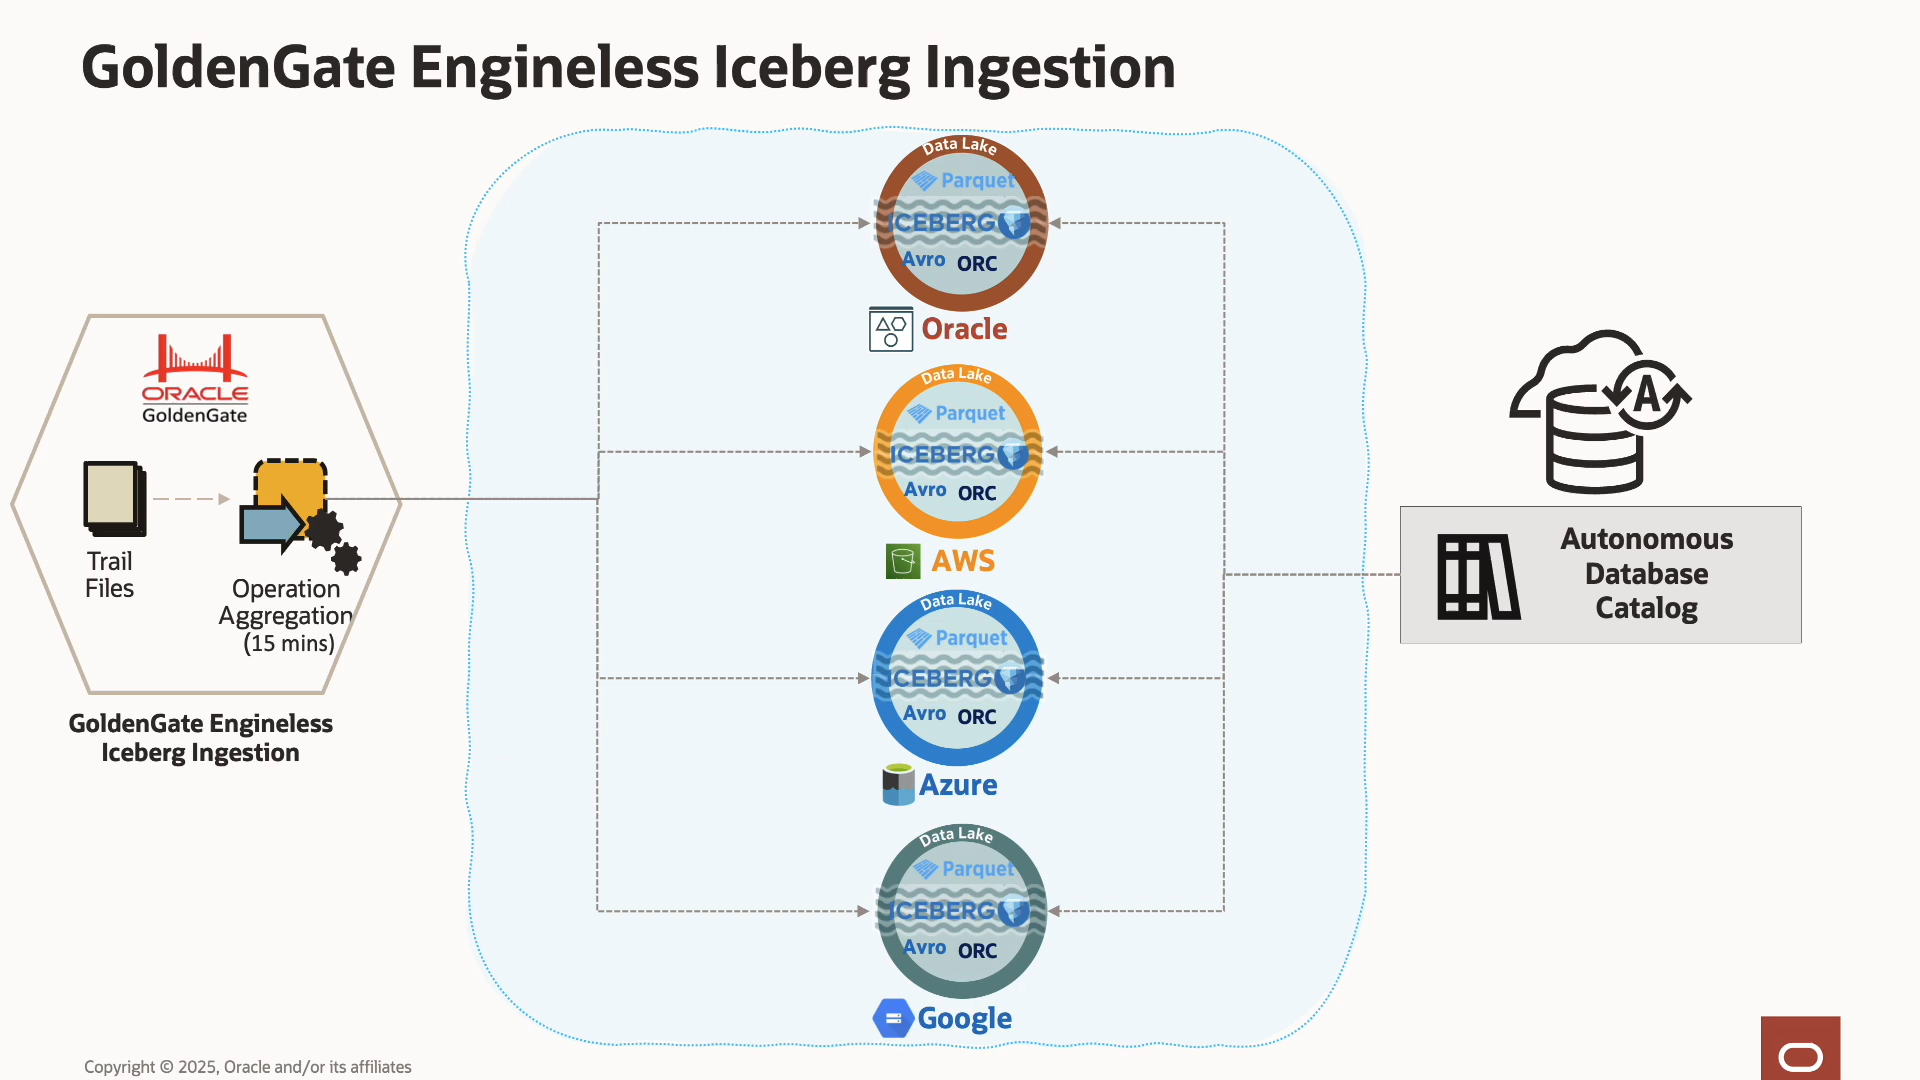 GoldenGate Engineless Iceberg Ingestion
ORACLE
GoldenGate
Trail
Files
Operation
Aggregation
(15 mins)
GoldenGate Engineless
Iceberg Ingestion
Data Lake
Parquet
ICEBERG
Avro ORC
Oracle
Data Lake
Parquet
ICEBERG
Avro ORC
AWS
Data Lake
Parquet
ICEBERG
Avro ORC
Azure
Data Lake
Parquet
ICEBERG
Avro ORC
Google
A
Autonomous
Database
Catalog
Copyright © 2025, Oracle and/or its affiliates